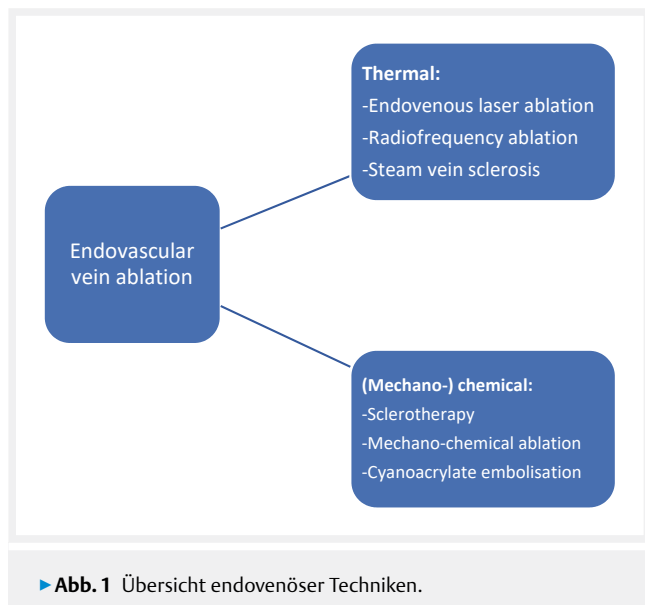 Thermal:
-Endovenous laser ablation
-Radiofrequency ablation
-Steam vein sclerosis
Endovascular
vein ablation
(Mechano-) chemical:
-Sclerotherapy
-Mechano-chemical ablation
-Cyanoacrylate embolisation
▶Abb. 1 Übersicht endovenöser Techniken.